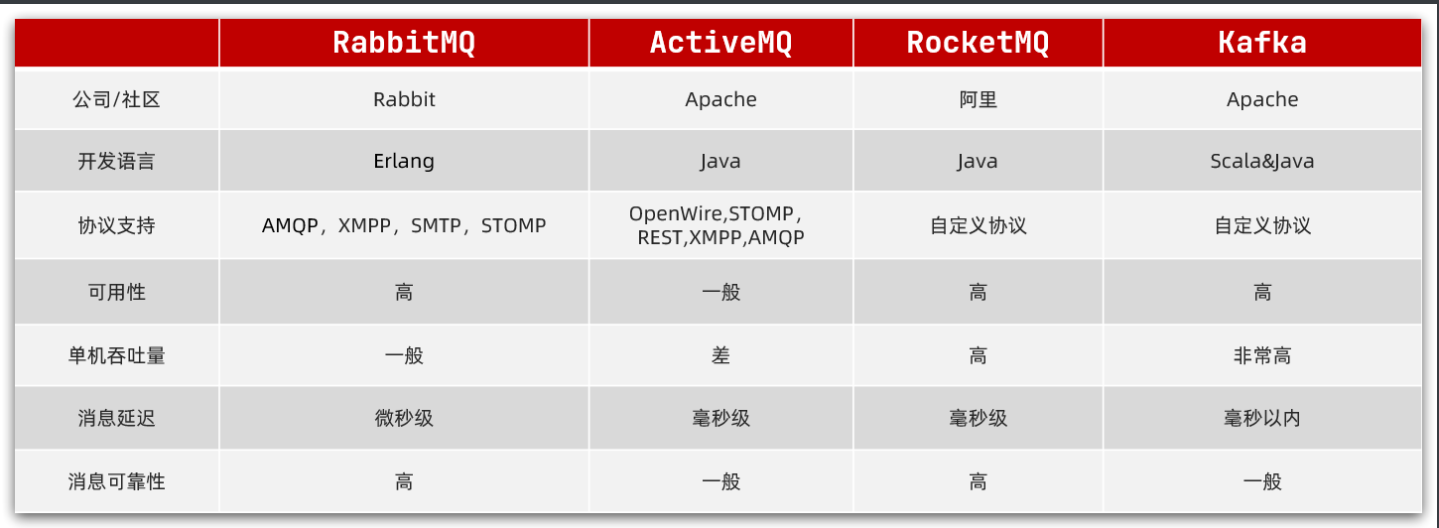 RabbitMQ ActiveMQ RocketMQ Kafka
公司/社区 Rabbit Apache 阿里 Apache
开发语言 Erlang Java Java Scala&Java
协议支持 AMQP，XMPP，SMTP，STOMP OpenWire,STOMP， 自定义协议 自定义协议
REST,XMPP,AMQP
可用性 高 一般 高 高
单机吞吐量 一般 差 高 非常高
消息延迟 微秒级 毫秒级 毫秒级 毫秒以内
消息可靠性 高 一般 高 一般